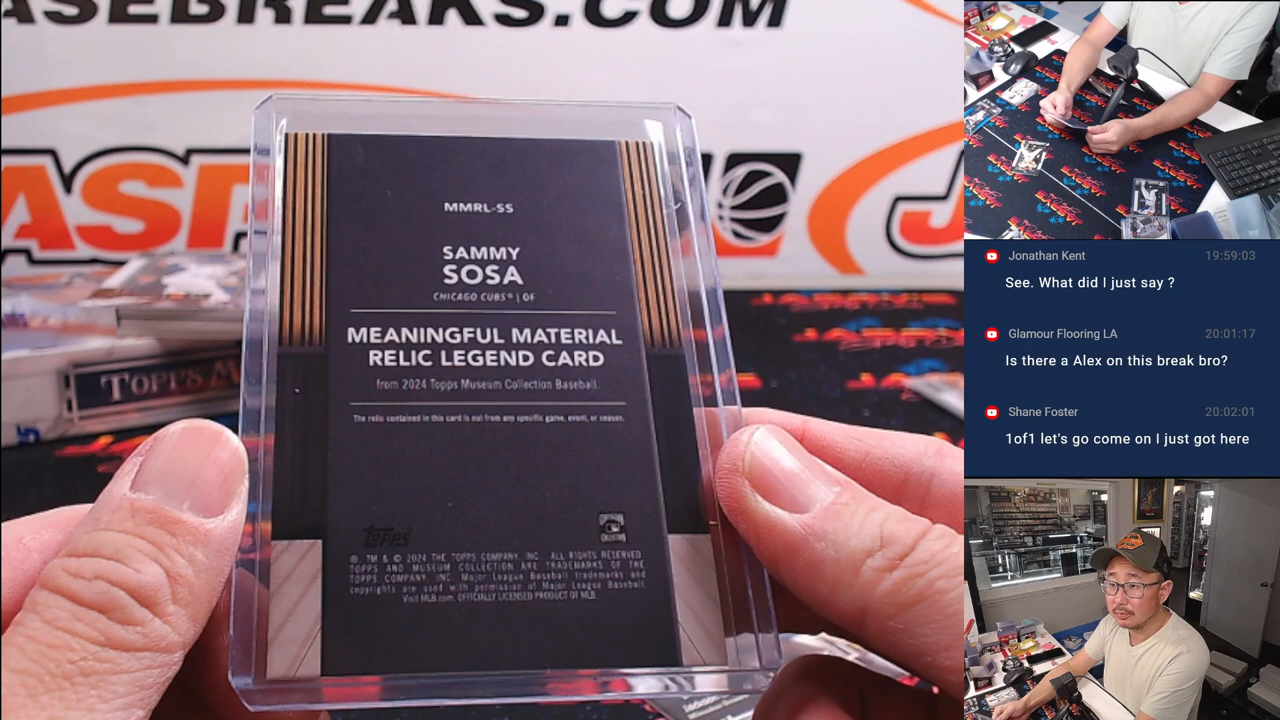 ASEBREAKS.COM
MMRL-SS
SAMMY
SOSA
CHICAGO CUBS® | OF
MEANINGFUL MATERIAL
RELIC LEGEND CARD
from 2024 Topps Museum Collection Baseball.
The relic contained in this card is not from any specific game, event, or season.
Topps
® TM & © 2024 THE TOPPS COMPANY, INC. ALL RIGHTS RESERVED
TOPPS AND MUSEUM COLLECTION ARE TRADEMARKS OF THE
TOPPS COMPANY, INC. Major League Baseball trademarks and
copyrights are used with permission of Major League Baseball.
Visit MLB.com. OFFICIALLY LICENSED PRODUCT OF MLB.
TOPPS M
Jonathan Kent 19:59:03
See. What did I just say ?
Glamour Flooring LA 20:01:17
Is there a Alex on this break bro?
Shane Foster 20:02:01
1of1 let's go come on I just got here